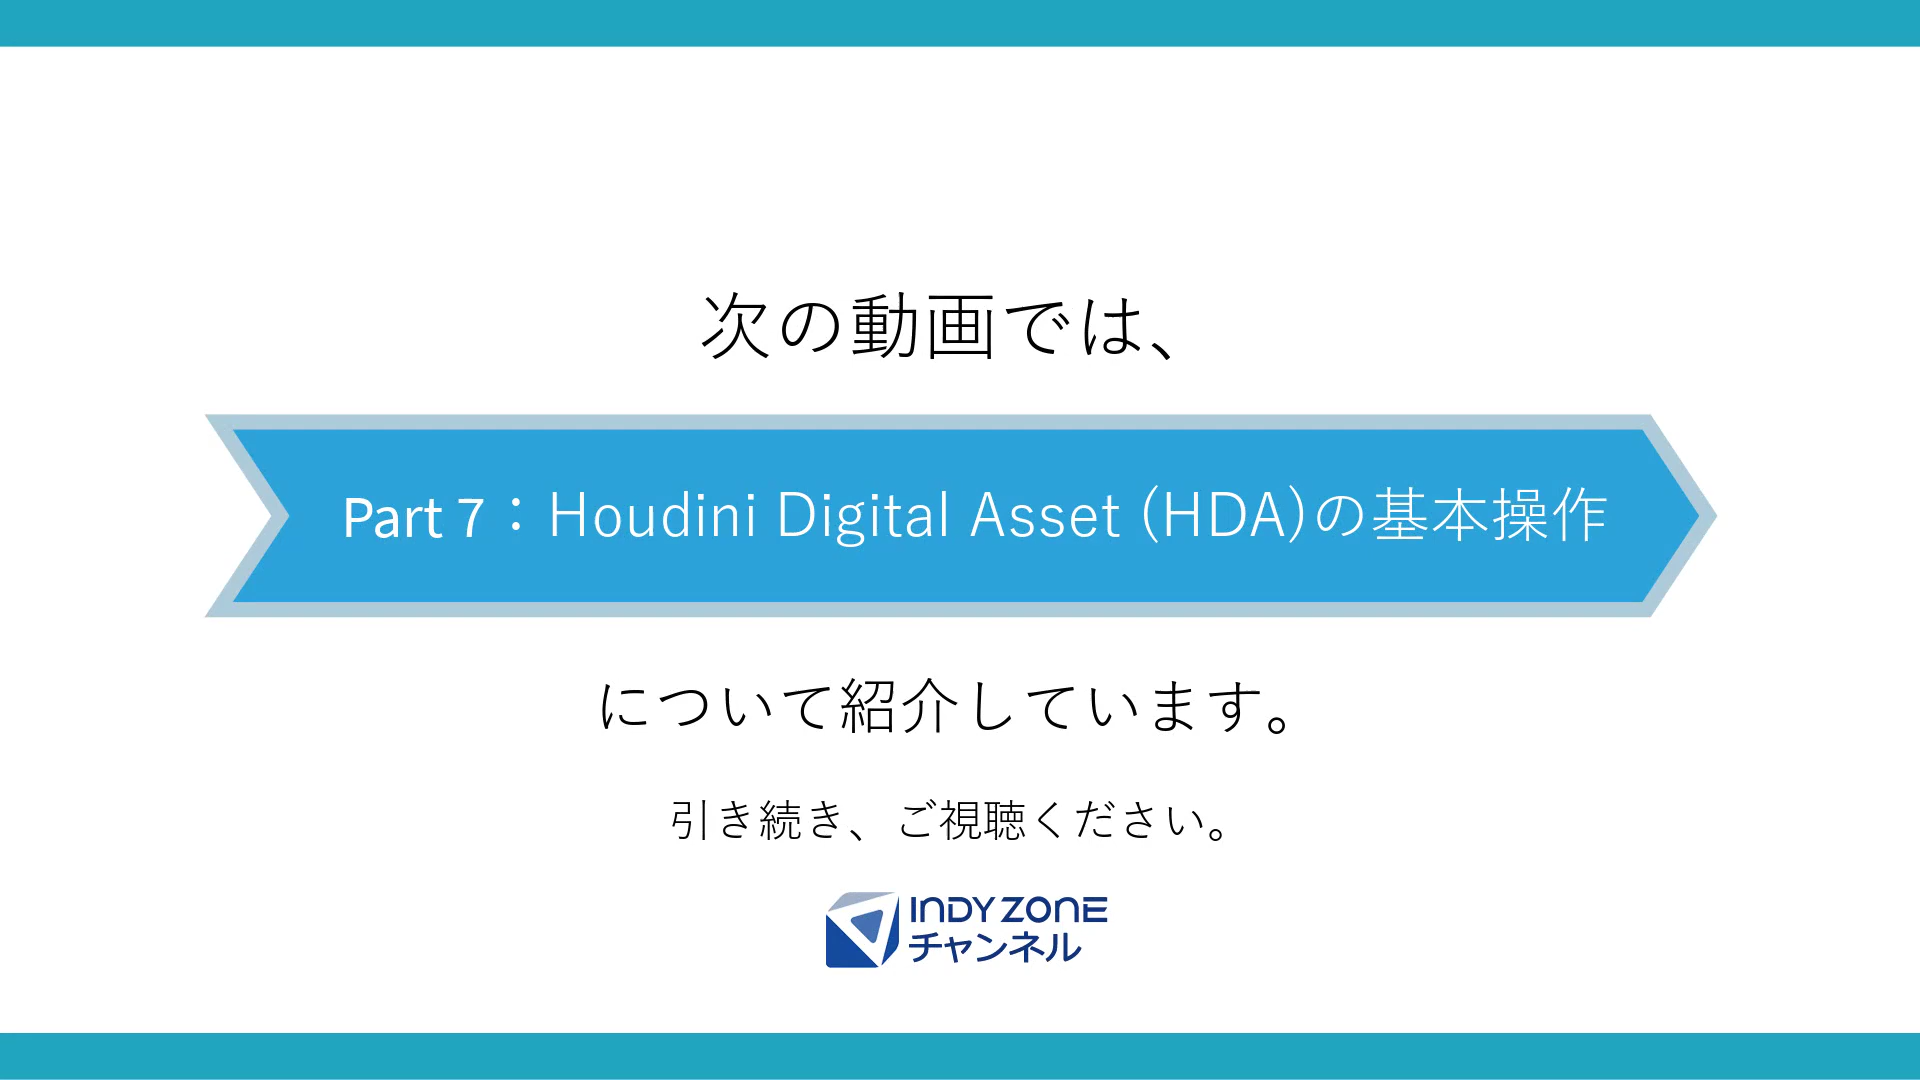 次の動画では、
Part 7：Houdini Digital Asset (HDA)の基本操作
について紹介しています。
引き続き、ご視聴ください。
INDY ZONE
チャンネル